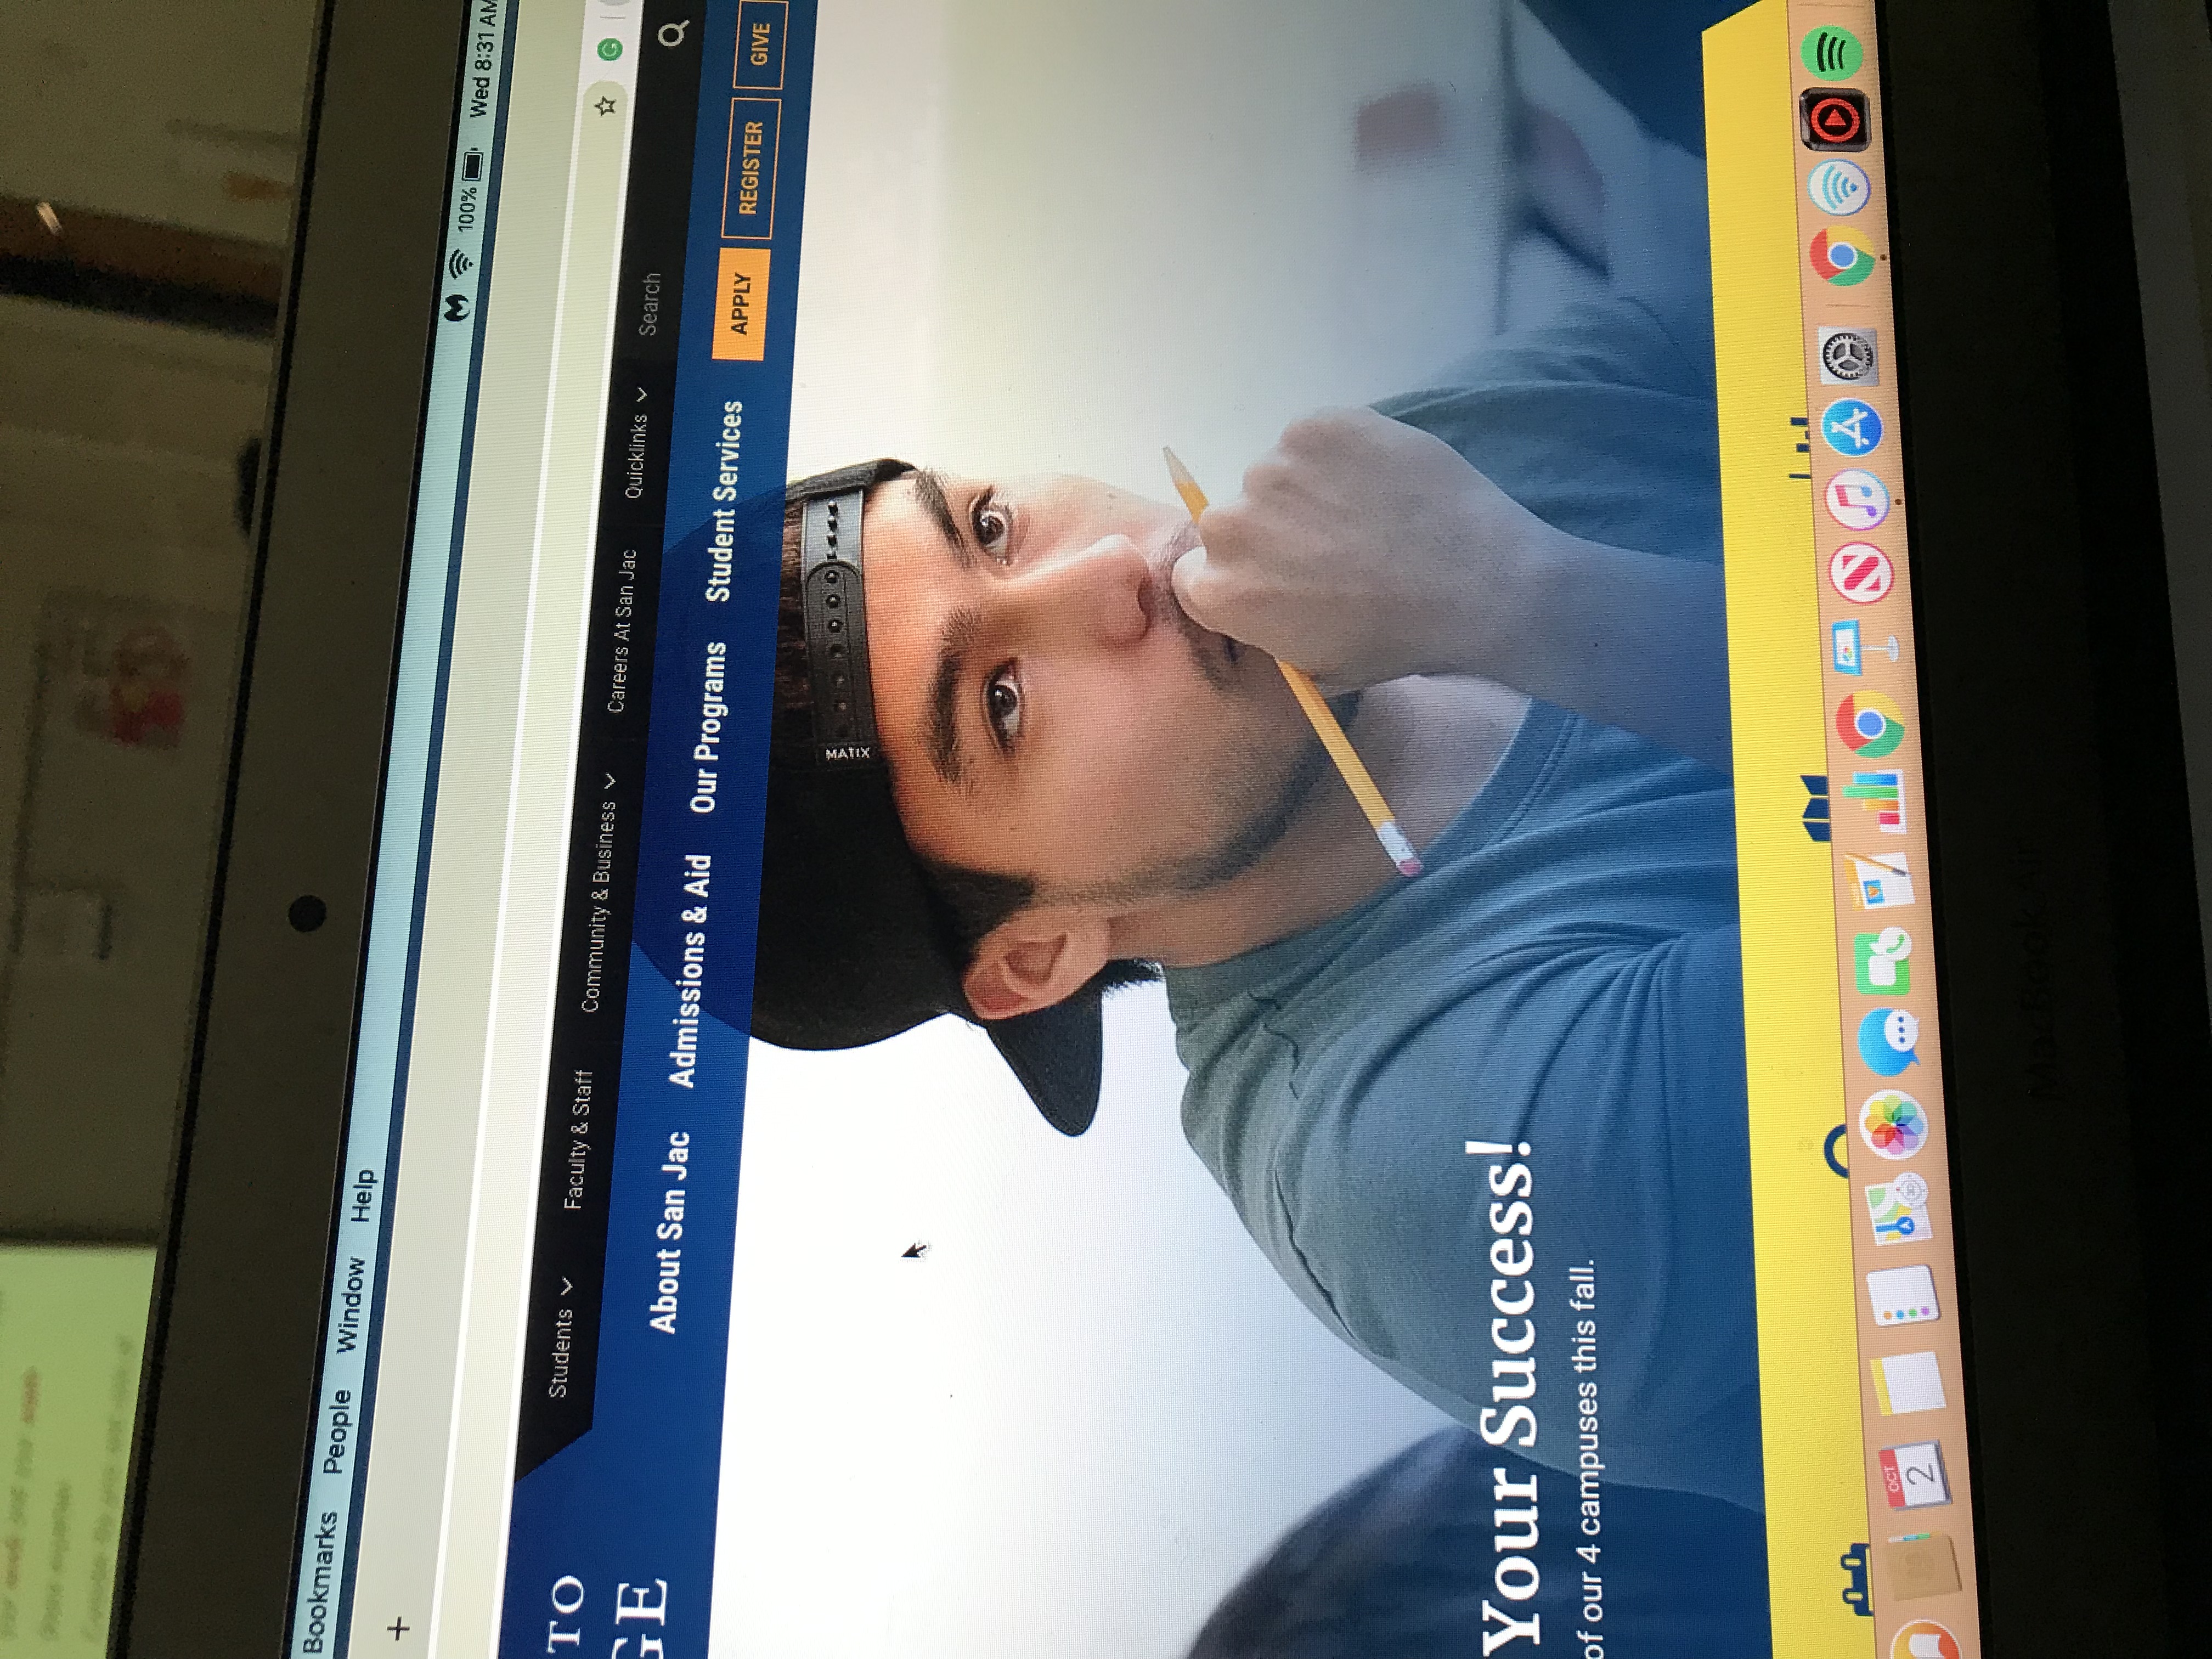 Bookmarks People Window Help
+
100% Wed 8:31 AM
TO
GE
Students Faculty & Staff Community & Business Careers At San Jac Quicklinks Search
About San Jac Admissions & Aid Our Programs Student Services APPLY REGISTER GIVE
MATIX
Your Success!
of our 4 campuses this fall.
OCT
2
MacBook Air